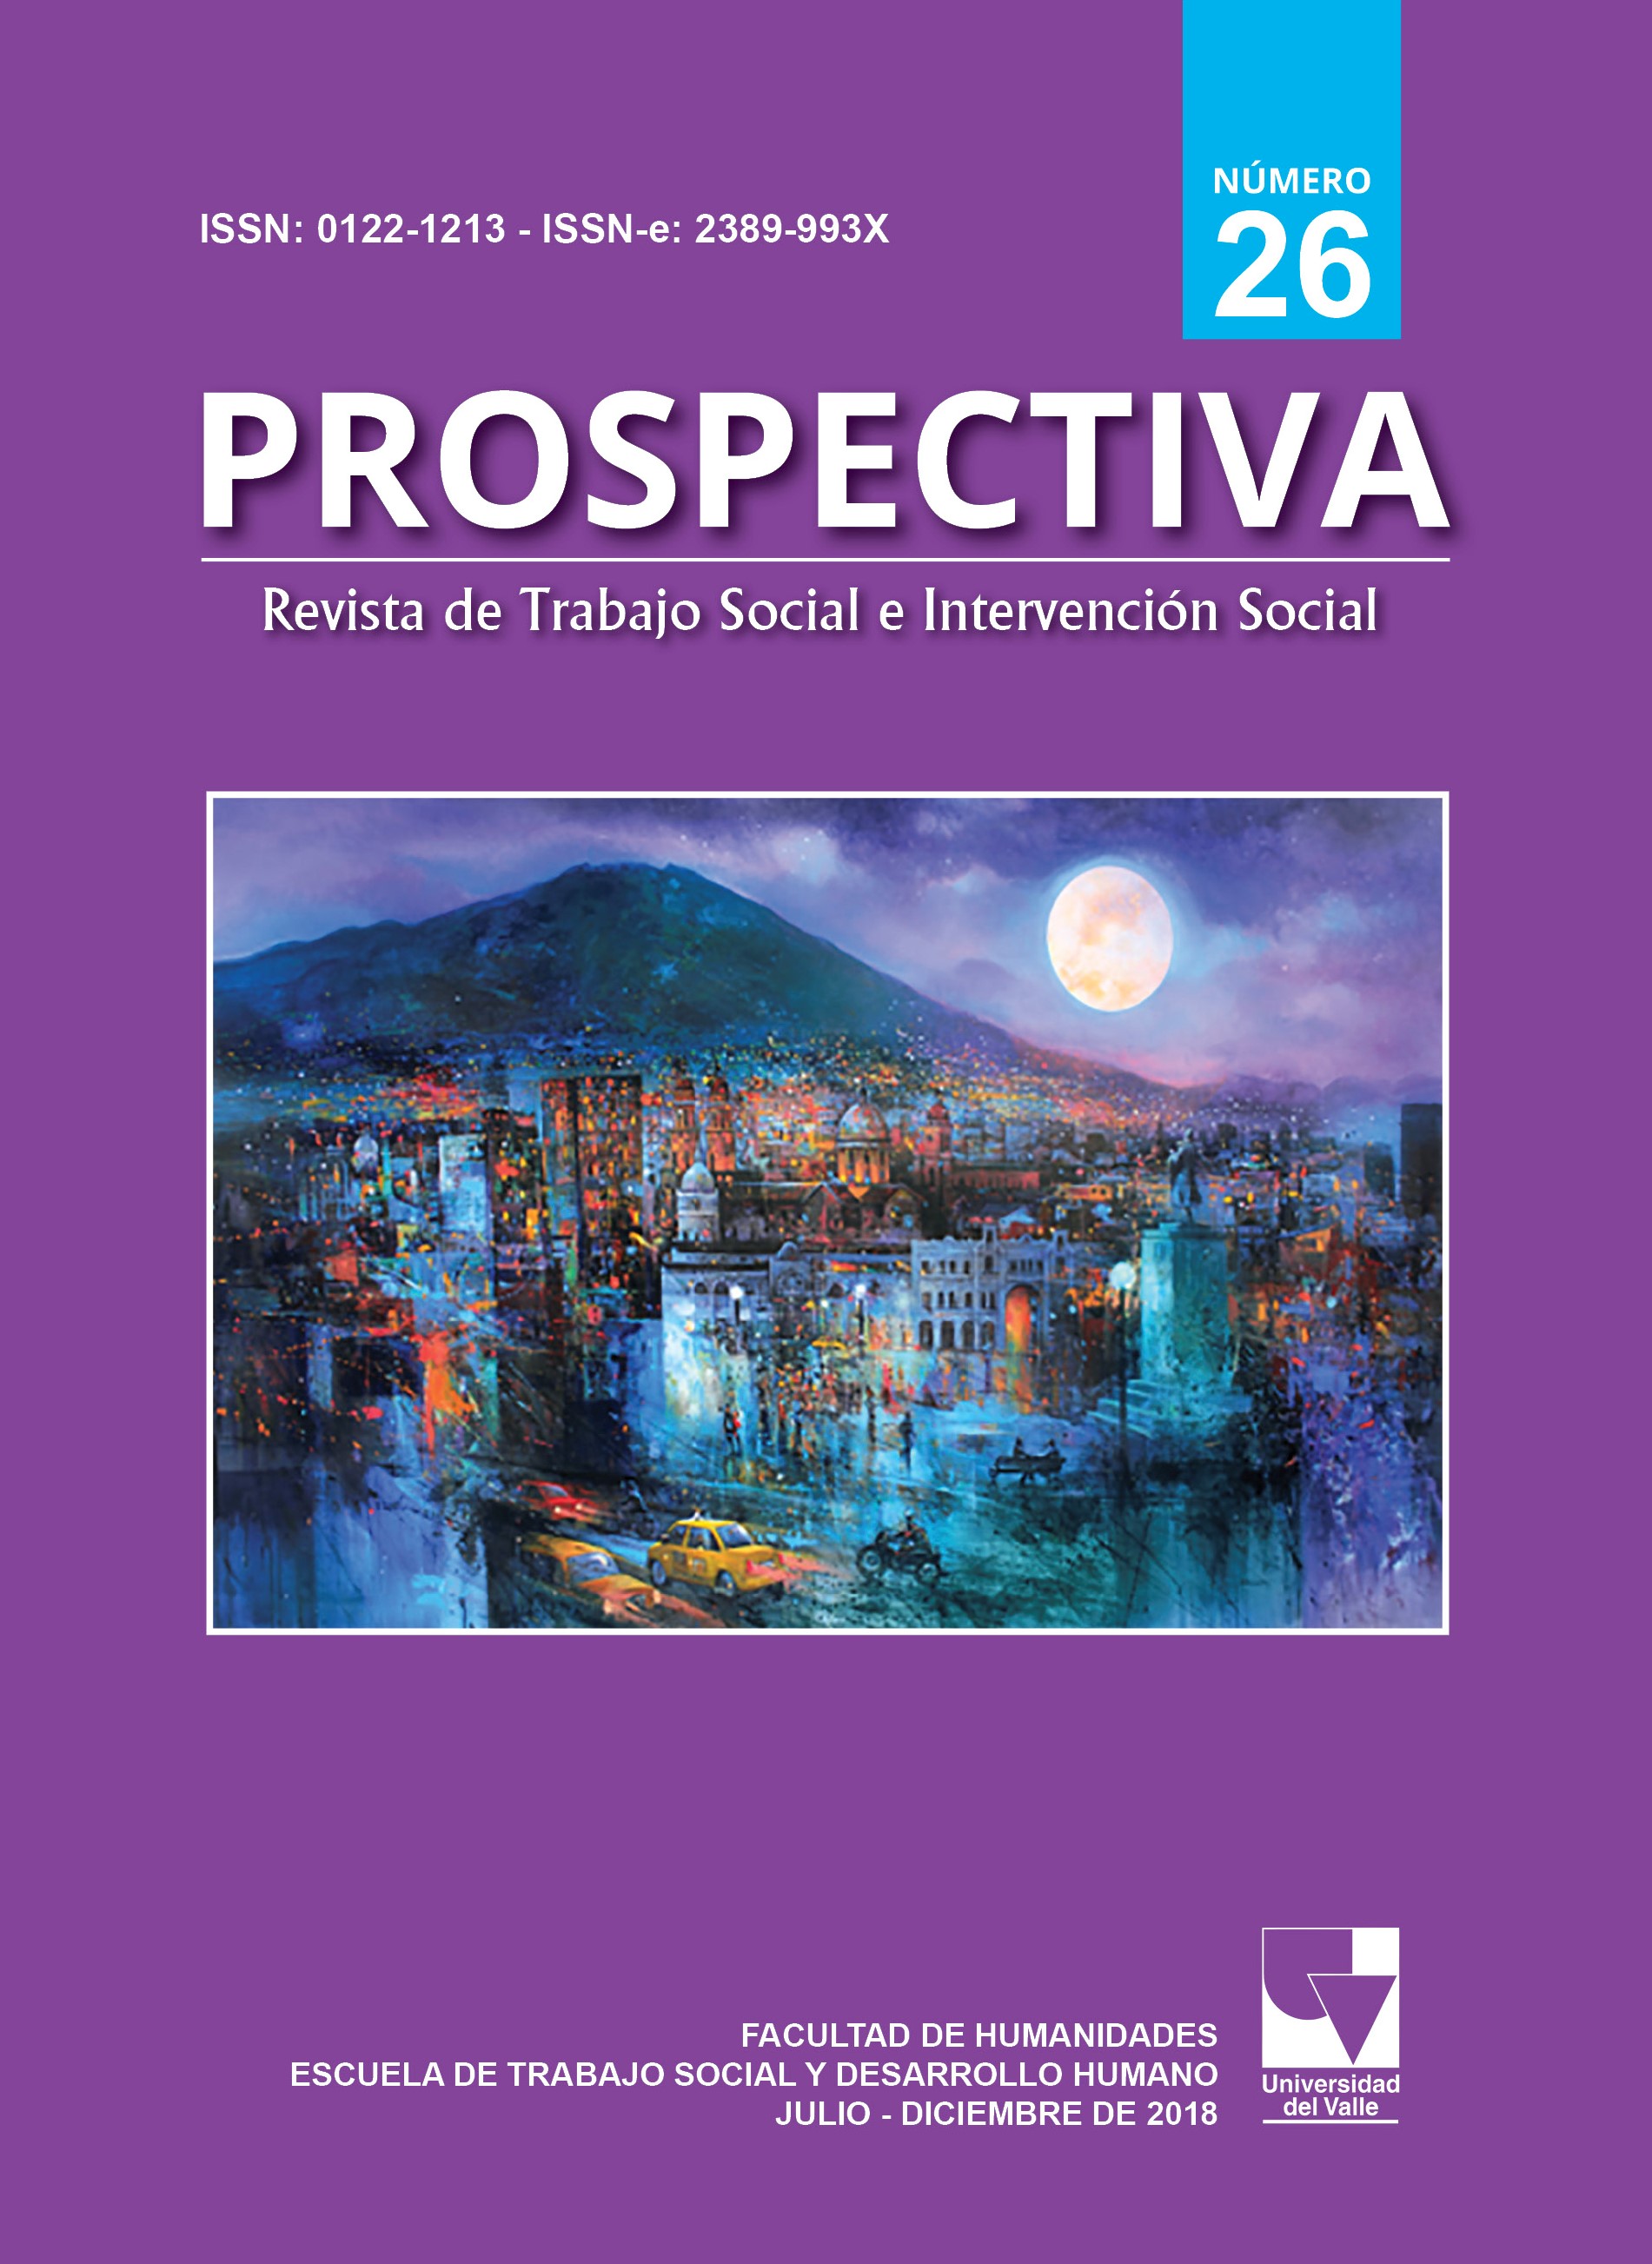 NÚMERO
26
ISSN: 0122-1213 - ISSN-e: 2389-993X
PROSPECTIVA
Revista de Trabajo Social e Intervención Social
FACULTAD DE HUMANIDADES
ESCUELA DE TRABAJO SOCIAL Y DESARROLLO HUMANO
JULIO - DICIEMBRE DE 2018
Universidad
del Valle